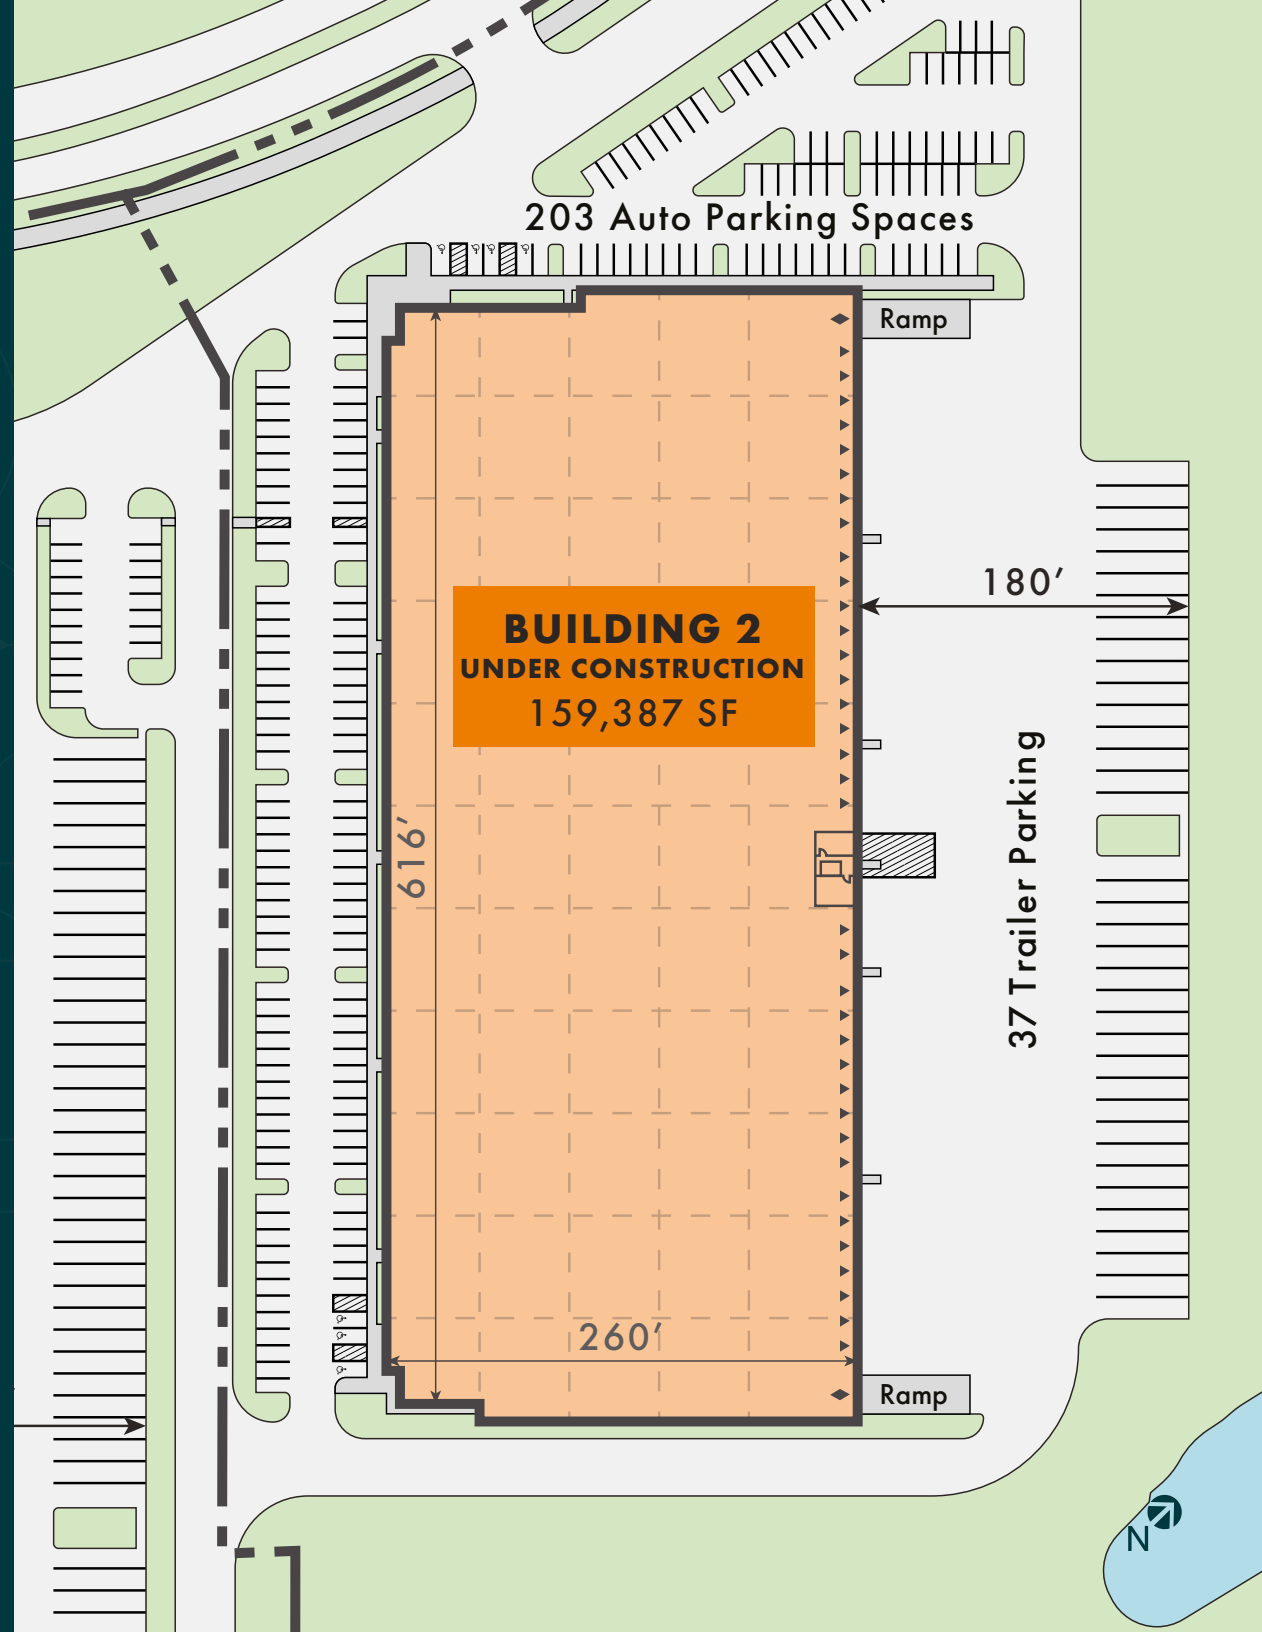 203 Auto Parking Spaces
Ramp
180’
BUILDING 2
UNDER CONSTRUCTION
159,387 SF
616’
37 Trailer Parking
260’
Ramp
N